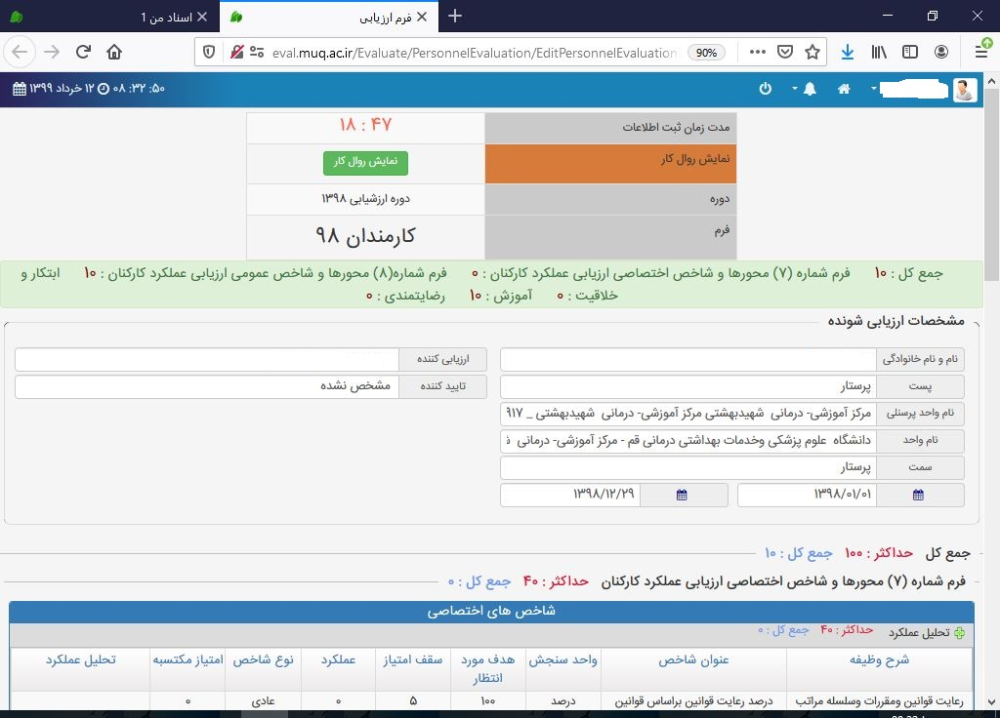 اسناد من 1
فرم ارزیابی
eval.muq.ac.ir/Evaluate/PersonnelEvaluation/EditPersonnelEvaluation
90%
۱۲ خرداد ۱۳۹۹ ۰۸ :۳۲ :۵۰
مدت زمان ثبت اطلاعات ۱۸ : ۴۷
نمایش روال کار نمایش روال کار
دوره دوره ارزشیابی ۱۳۹۸
فرم کارمندان ۹۸
جمع کل : ۱۰ فرم شماره (۷) محورها و شاخص اختصاصی ارزیابی عملکرد کارکنان : ۰ فرم شماره(۸) محورها و شاخص عمومی ارزیابی عملکرد کارکنان : ۱۰ ابتکار و
خلاقیت : ۰ آموزش : ۱۰ رضایتمندی : ۰
مشخصات ارزیابی شونده
نام و نام خانوادگی ارزیابی کننده
پست پرستار تایید کننده مشخص نشده
نام واحد پرسنلی مرکز آموزشی- درمانی شهیدبهشتی مرکز آموزشی- درمانی شهیدبهشتی _ ۹۱۷
نام واحد دانشگاه علوم پزشکی وخدمات بهداشتی درمانی قم - مرکز آموزشی- درمانی
سمت پرستار
۱۳۹۸/۰۱/۰۱ ۱۳۹۸/۱۲/۲۹
جمع کل حداکثر : ۱۰۰ جمع کل : ۱۰
فرم شماره (۷) محورها و شاخص اختصاصی ارزیابی عملکرد کارکنان حداکثر : ۴۰ جمع کل : ۰
شاخص های اختصاصی
تحلیل عملکرد حداکثر : ۴۰ جمع کل : ۰
شرح وظیفه عنوان شاخص واحد سنجش هدف مورد انتظار سقف امتیاز عملکرد نوع شاخص امتیاز مکتسبه تحلیل عملکرد
رعایت قوانین ومقررات وسلسله مراتب درصد رعایت قوانین براساس قوانین درصد ۱۰۰ ۵ ۰ عادی ۰